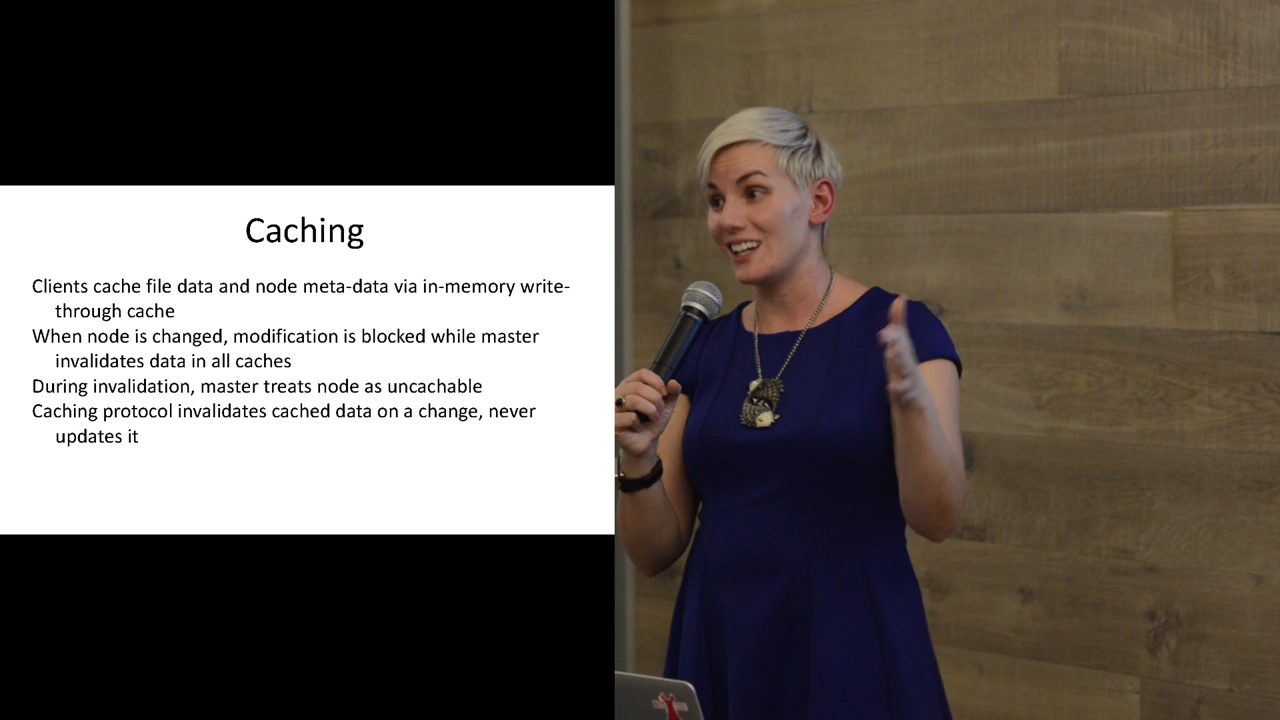 Caching
Clients cache file data and node meta-data via in-memory write-
through cache
When node is changed, modification is blocked while master
invalidates data in all caches
During invalidation, master treats node as uncachable
Caching protocol invalidates cached data on a change, never
updates it